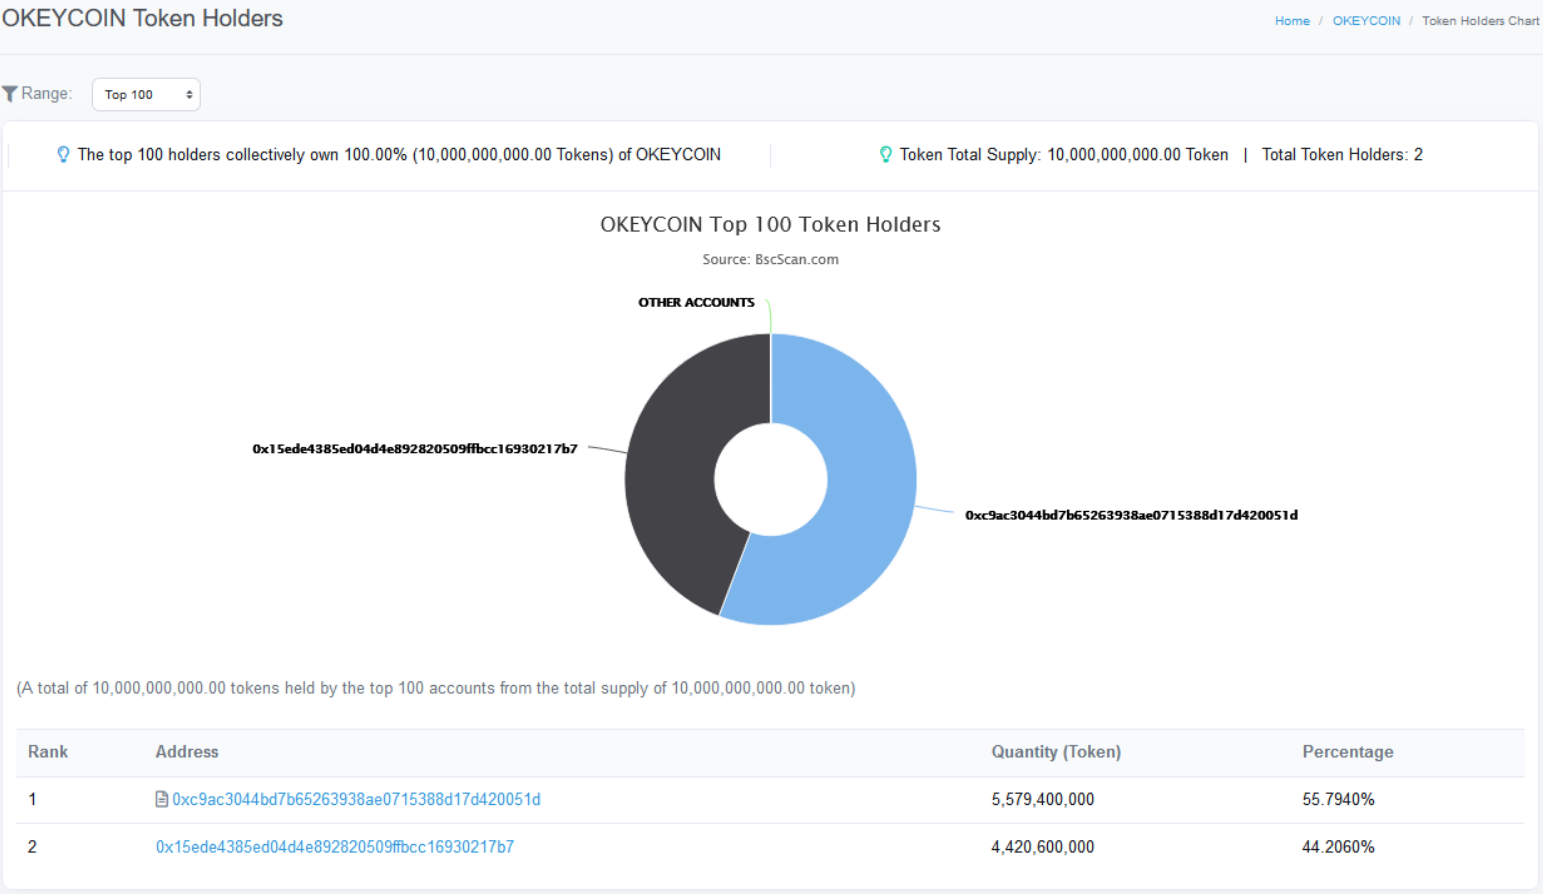 OKEYCOIN Token Holders
Home / OKEYCOIN / Token Holders Chart
Range: Top 100
The top 100 holders collectively own 100.00% (10,000,000,000.00 Tokens) of OKEYCOIN
Token Total Supply: 10,000,000,000.00 Token | Total Token Holders: 2
OKEYCOIN Top 100 Token Holders
Source: BscScan.com
OTHER ACCOUNTS
0x15ede4385ed04d4e892820509ffbcc16930217b7
0xc9ac3044bd7b65263938ae0715388d17d420051d
(A total of 10,000,000,000.00 tokens held by the top 100 accounts from the total supply of 10,000,000,000.00 token)
Rank Address Quantity (Token) Percentage
1 0xc9ac3044bd7b65263938ae0715388d17d420051d 5,579,400,000 55.7940%
2 0x15ede4385ed04d4e892820509ffbcc16930217b7 4,420,600,000 44.2060%